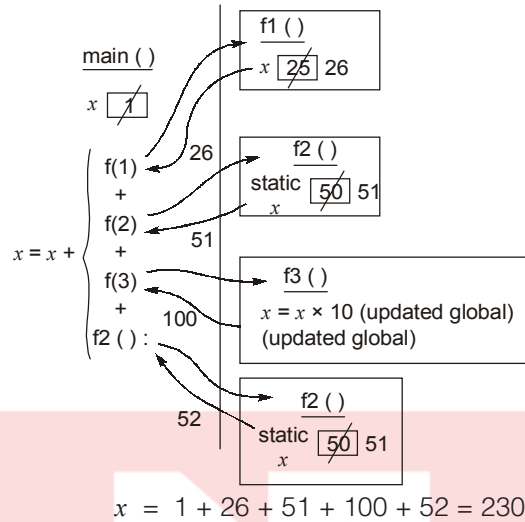 main ( )
x 1
x = x +
f(1)
+
f(2)
+
f(3)
+
f2 ( ) :
26
51
100
52
f1 ( )
x 25 26
f2 ( )
static 50 51
x
f3 ( )
x = x × 10 (updated global)
(updated global)
f2 ( )
static 50 51
x
x = 1 + 26 + 51 + 100 + 52 = 230